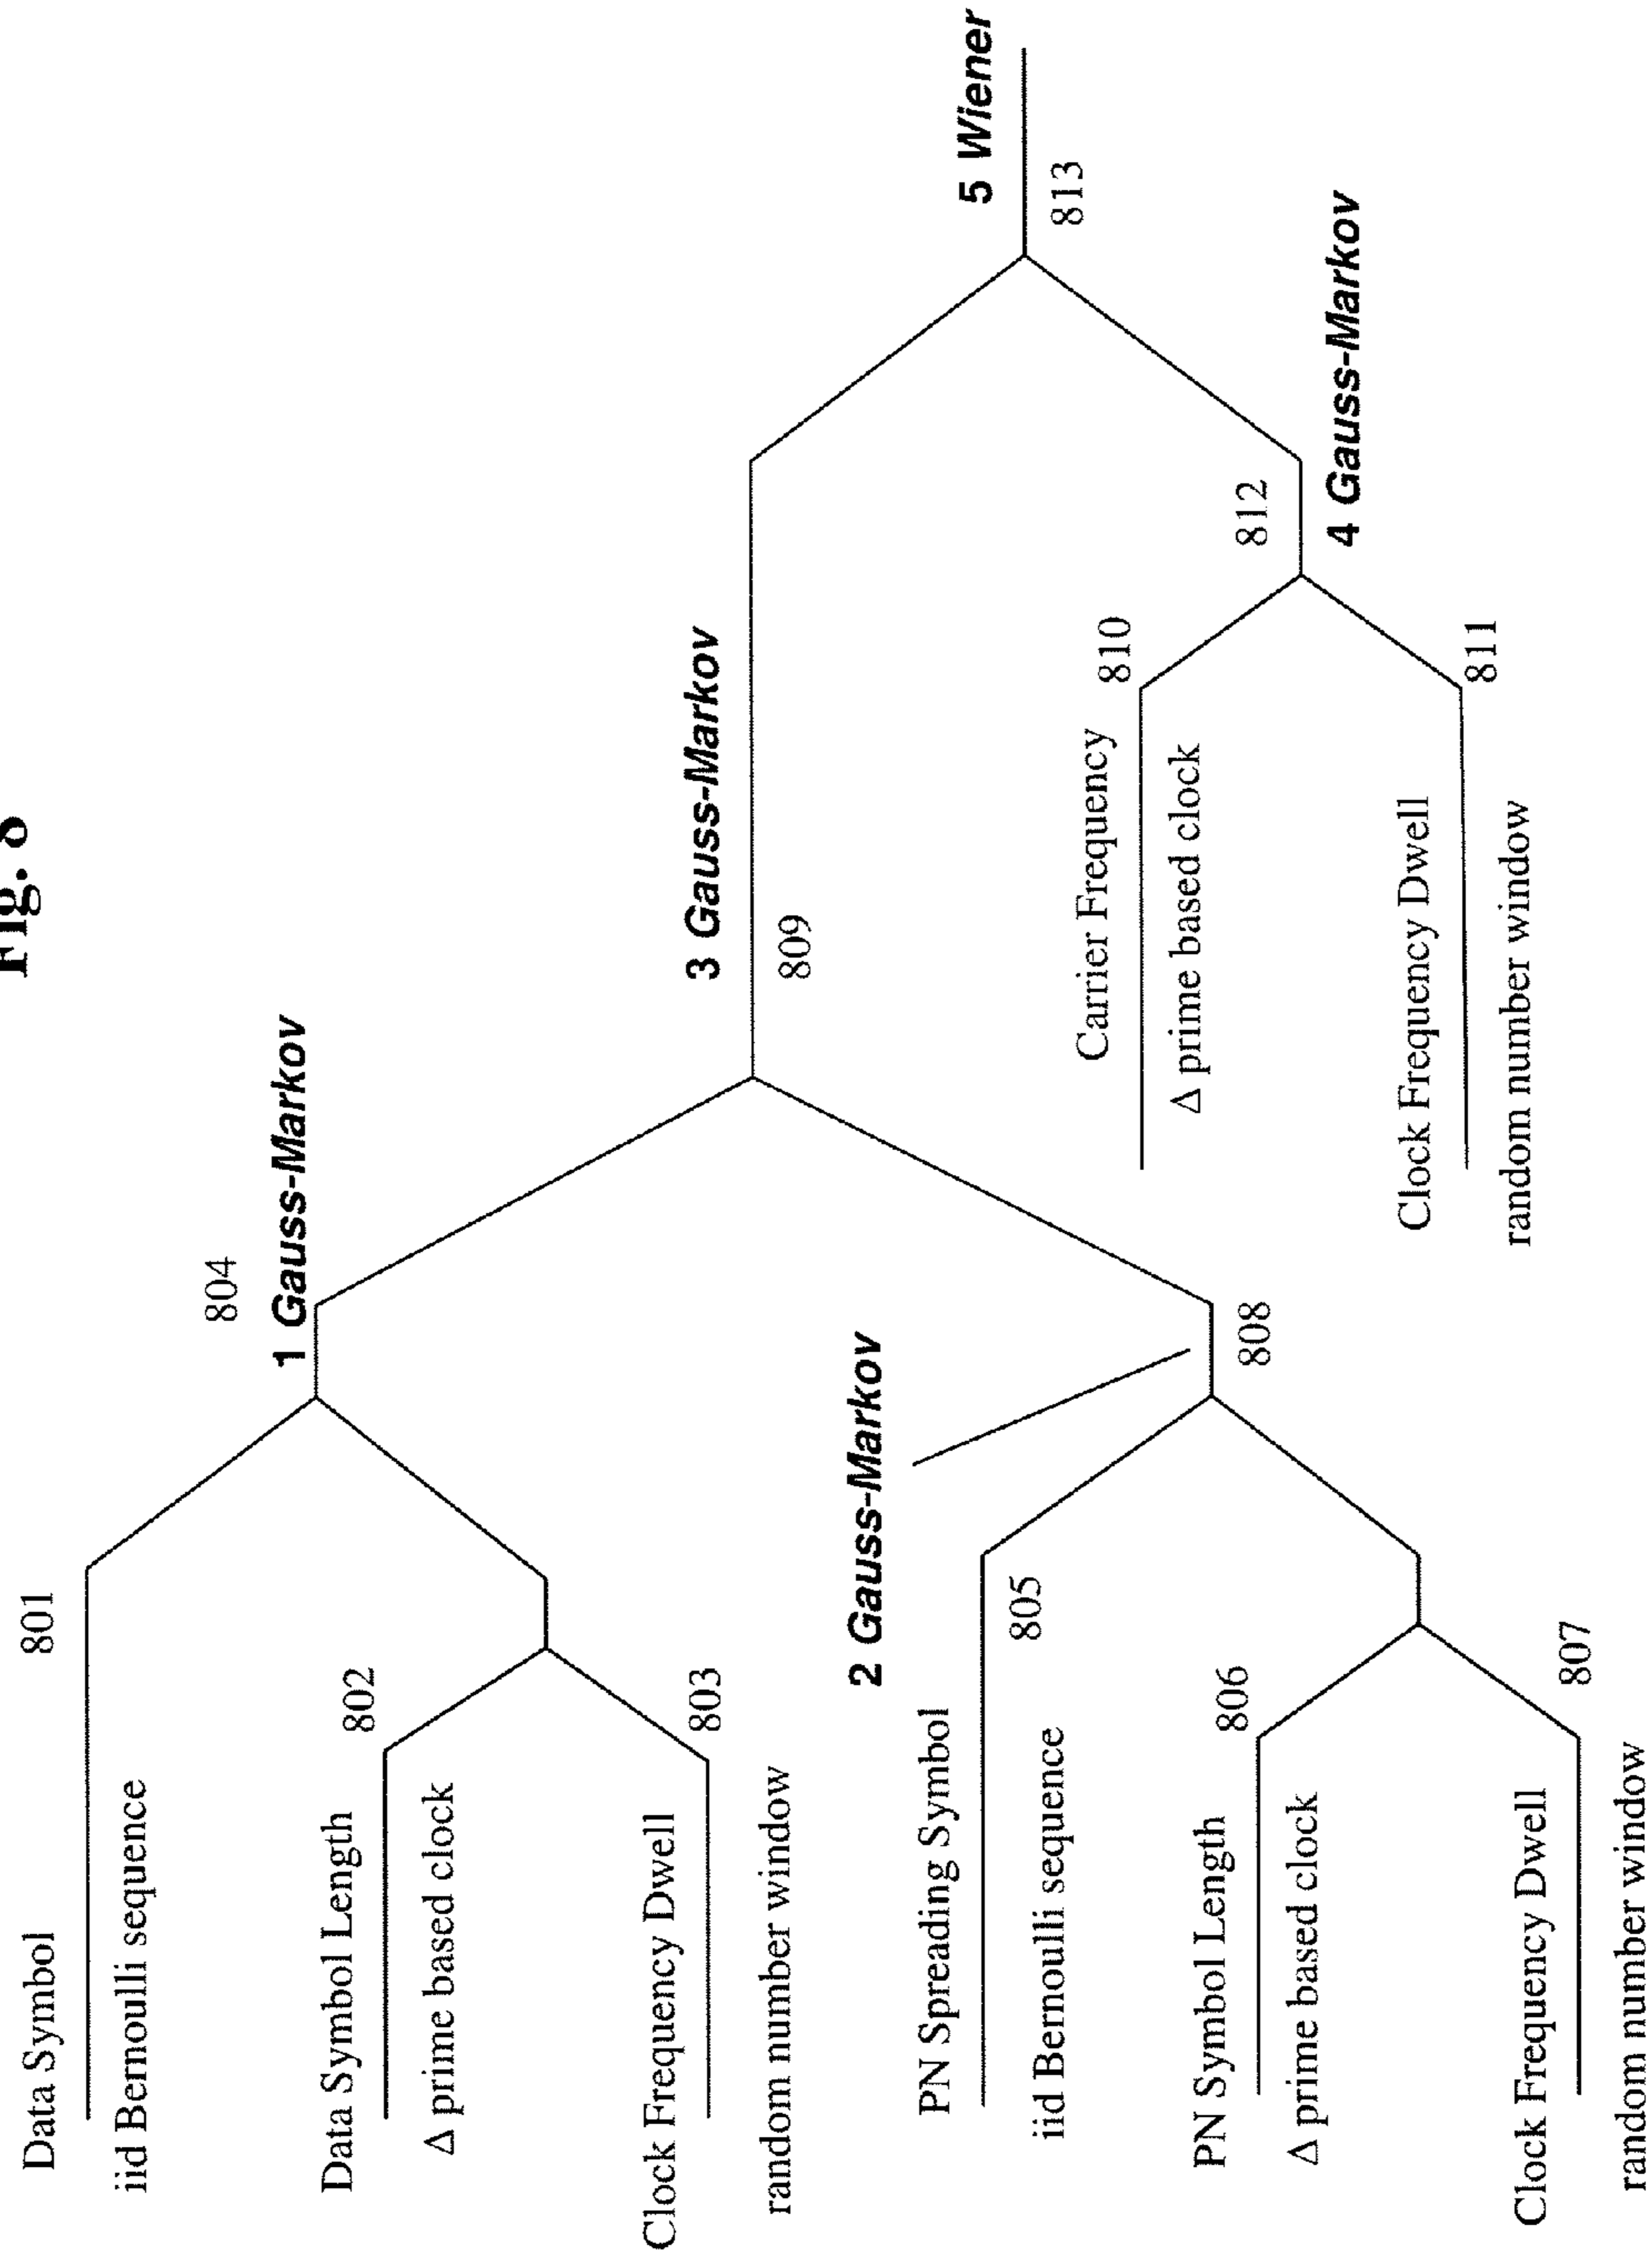 Fig. 8
Data Symbol
801
iid Bernoulli sequence
804
1 Gauss-Markov
Data Symbol Length
802
Δ prime based clock
Clock Frequency Dwell
803
random number window
3 Gauss-Markov
809
2 Gauss-Markov
PN Spreading Symbol
805
iid Bernoulli sequence
808
PN Symbol Length
806
Δ prime based clock
Clock Frequency Dwell
807
random number window
5 Wiener
813
Carrier Frequency
810
Δ prime based clock
812
4 Gauss-Markov
Clock Frequency Dwell
811
random number window